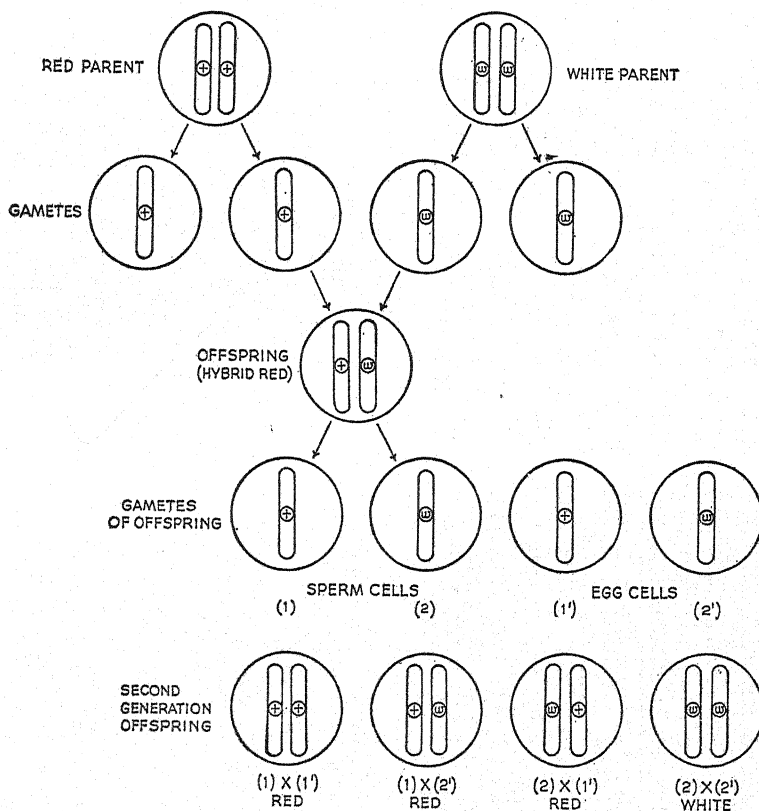 RED PARENT
WHITE PARENT
+ +
w w
GAMETES
+
+
w
w
OFFSPRING
(HYBRID RED)
+ w
GAMETES
OF OFFSPRING
+
w
+
w
SPERM CELLS
EGG CELLS
(1)
(2)
(1')
(2')
SECOND
GENERATION
OFFSPRING
+ +
+ w
w +
w w
(1) X (1')
RED
(1) X (2')
RED
(2) X (1')
RED
(2) X (2')
WHITE